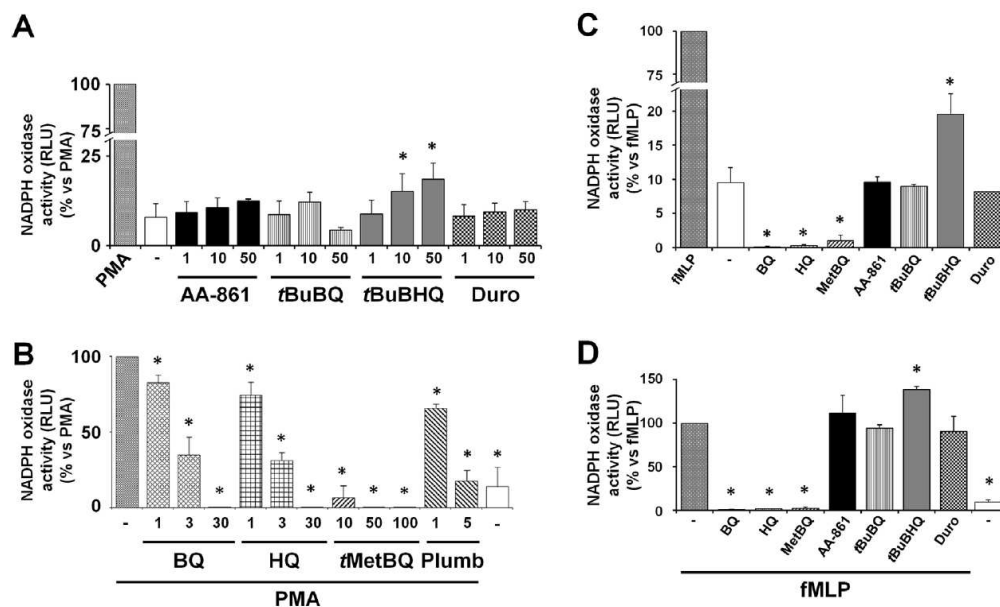 A
NADPH oxidase
activity (RLU)
(% vs PMA)
100
75
25
0
* *
PMA - 1 10 50 1 10 50 1 10 50 1 10 50
AA-861 tBuBQ tBuBHQ Duro
B
NADPH oxidase
activity (RLU)
(% vs PMA)
100
75
50
25
0
* * * * * * * * * * * *
- 1 3 30 1 3 30 10 50 100 1 5 -
BQ HQ tMetBQ Plumb
PMA
C
NADPH oxidase
activity (RLU)
(% vs fMLP)
100
75
20
15
10
5
0
* * * *
fMLP - BQ HQ MetBQ AA-861 tBuBQ tBuBHQ Duro
D
NADPH oxidase
activity (RLU)
(% vs fMLP)
150
100
50
0
* * * * *
- BQ HQ MetBQ AA-861 tBuBQ tBuBHQ Duro -
fMLP